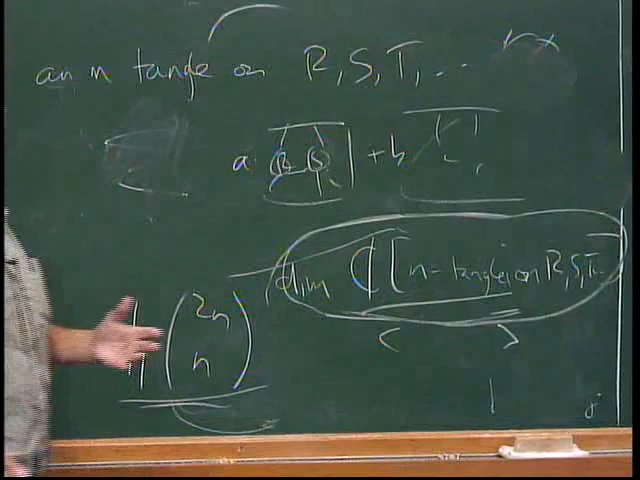 an n tangle on R, S, T, ...
a R S + b
dim ℂ [ n - tangles on R, S, T...
( 2n
n )
< >